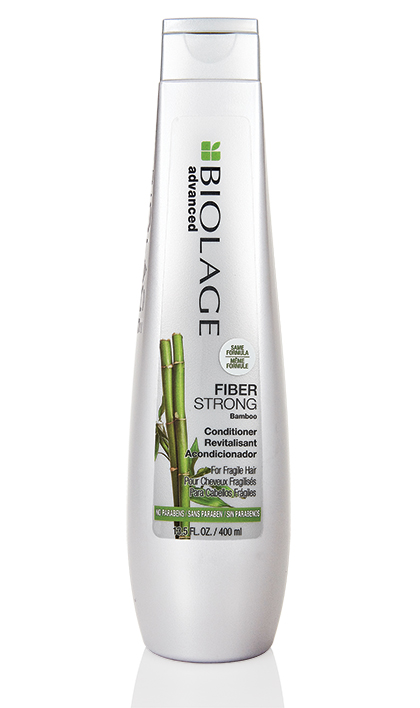 BIOLAGE
advanced
SAME
FORMULA
MÊME
FORMULE
FIBER
STRONG
Bamboo
Conditioner
Revitalisant
Acondicionador
For Fragile Hair
Pour Cheveux Fragilisés
Para Cabellos Frágiles
NO PARABENS | SANS PARABEN | SIN PARABENOS
13.5 FL. OZ. / 400 ml